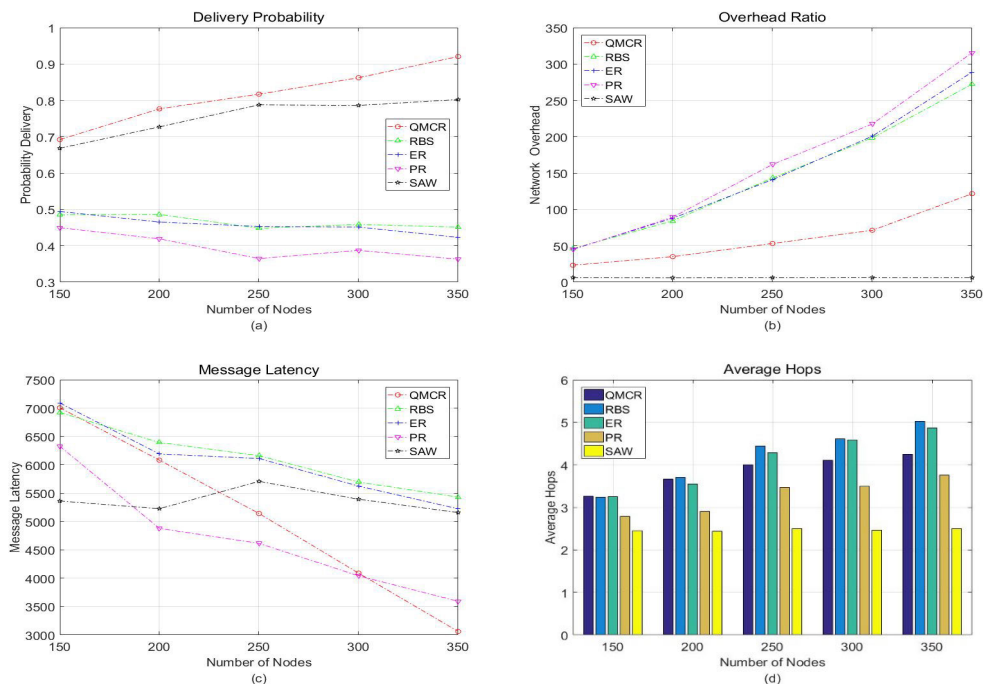 Delivery Probability
1
0.9
0.8
0.7
0.6
0.5
0.4
0.3
Probability Delivery
QMCR
RBS
ER
PR
SAW
150 200 250 300 350
Number of Nodes
(a)
Overhead Ratio
350
300
250
200
150
100
50
0
Network Overhead
QMCR
RBS
ER
PR
SAW
150 200 250 300 350
Number of Nodes
(b)
Message Latency
7500
7000
6500
6000
5500
5000
4500
4000
3500
3000
Message Latency
QMCR
RBS
ER
PR
SAW
150 200 250 300 350
Number of Nodes
(c)
Average Hops
6
5
4
3
2
1
0
Average Hops
QMCR
RBS
ER
PR
SAW
150 200 250 300 350
Number of Nodes
(d)